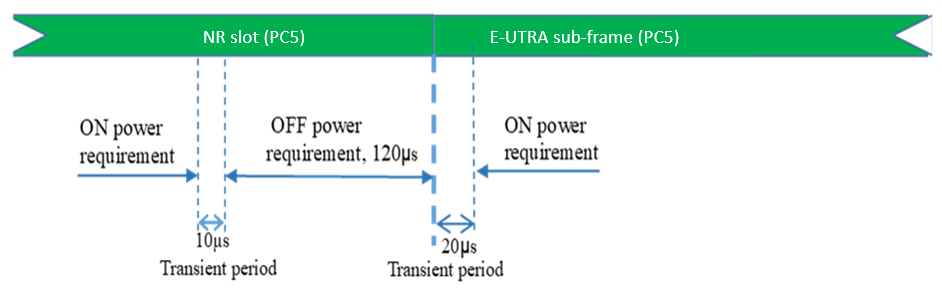 NR slot (PC5)
E-UTRA sub-frame (PC5)
ON power
requirement
OFF power
requirement, 120µs
ON power
requirement
10µs
Transient period
20µs
Transient period